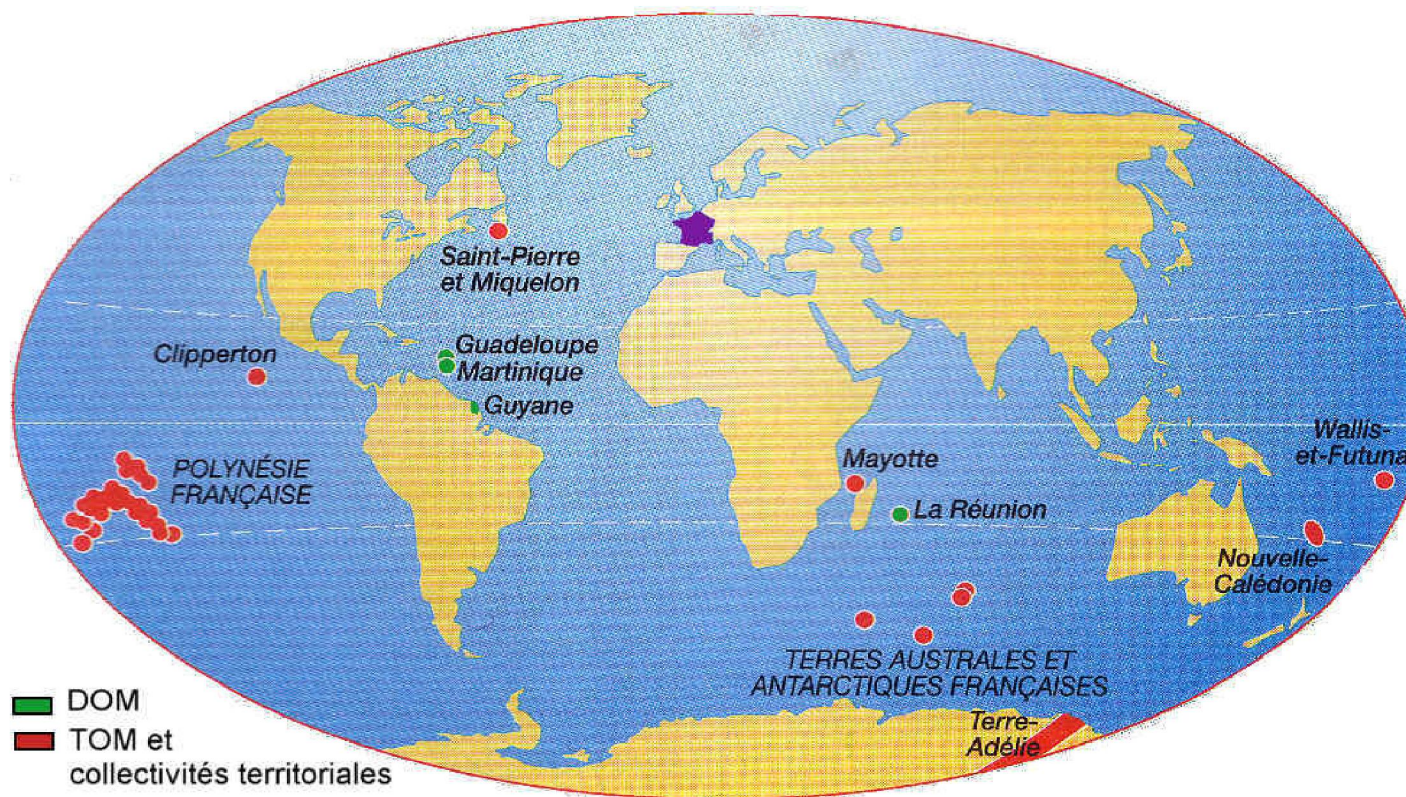 Saint-Pierre
et Miquelon
Clipperton
Guadeloupe
Martinique
Guyane
POLYNÉSIE
FRANÇAISE
Mayotte
La Réunion
Wallis-
et-Futuna
Nouvelle-
Calédonie
TERRES AUSTRALES ET
ANTARCTIQUES FRANÇAISES
Terre-
Adélie
DOM
TOM et
collectivités territoriales